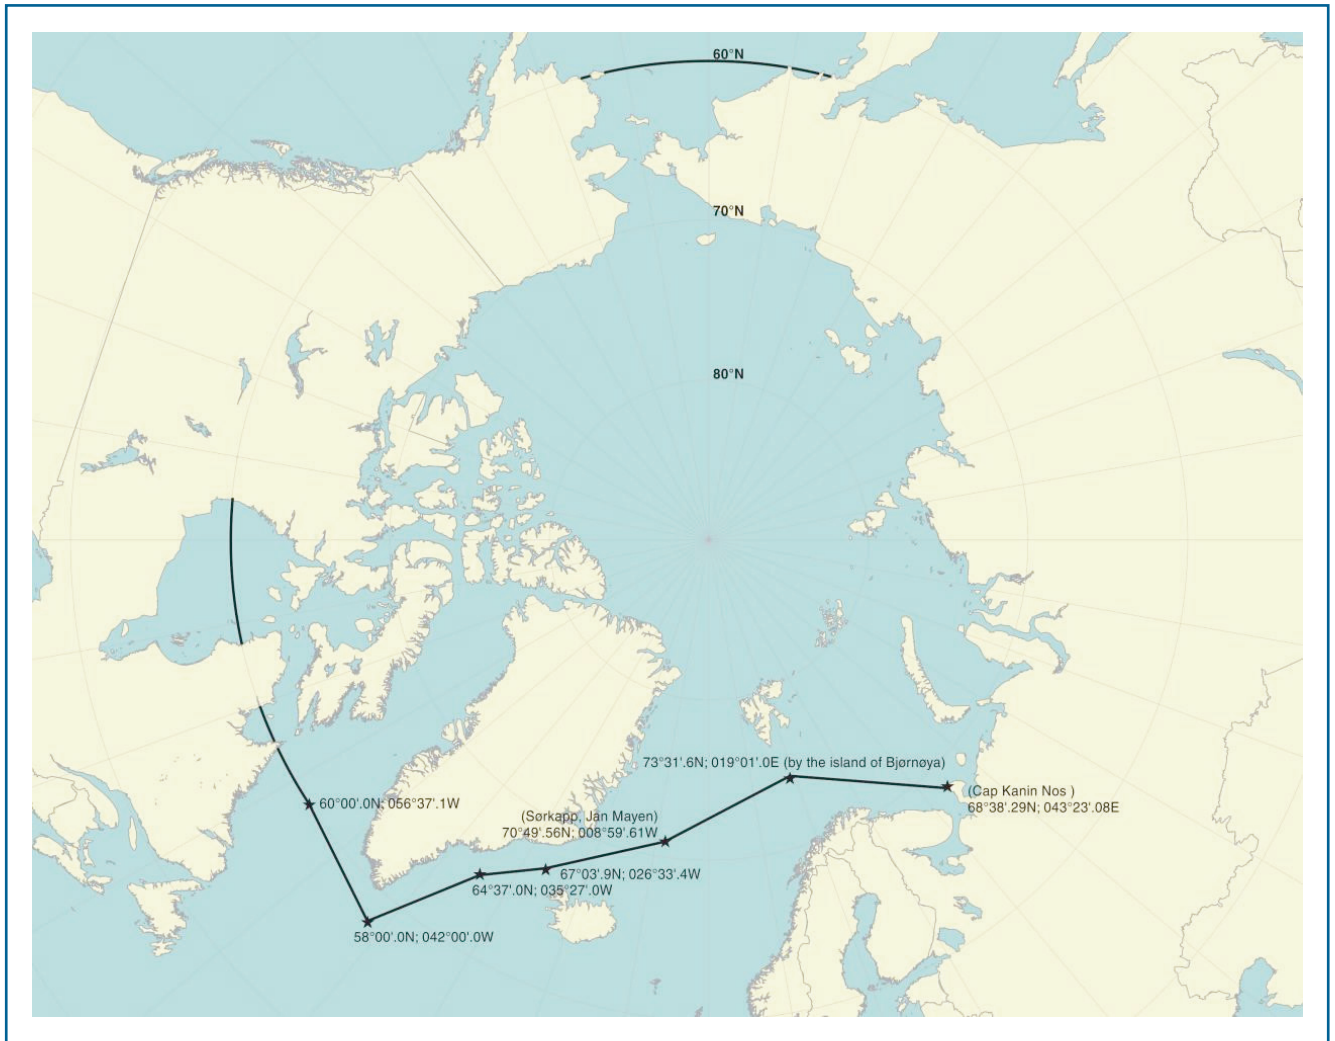 60°N
70°N
80°N
73°31'.6N; 019°01'.0E (by the island of Bjørnøya)
(Cap Kanin Nos )
68°38'.29N; 043°23'.08E
60°00'.0N; 056°37'.1W
(Sørkapp, Jan Mayen)
70°49'.56N; 008°59'.61W
67°03'.9N; 026°33'.4W
64°37'.0N; 035°27'.0W
58°00'.0N; 042°00'.0W